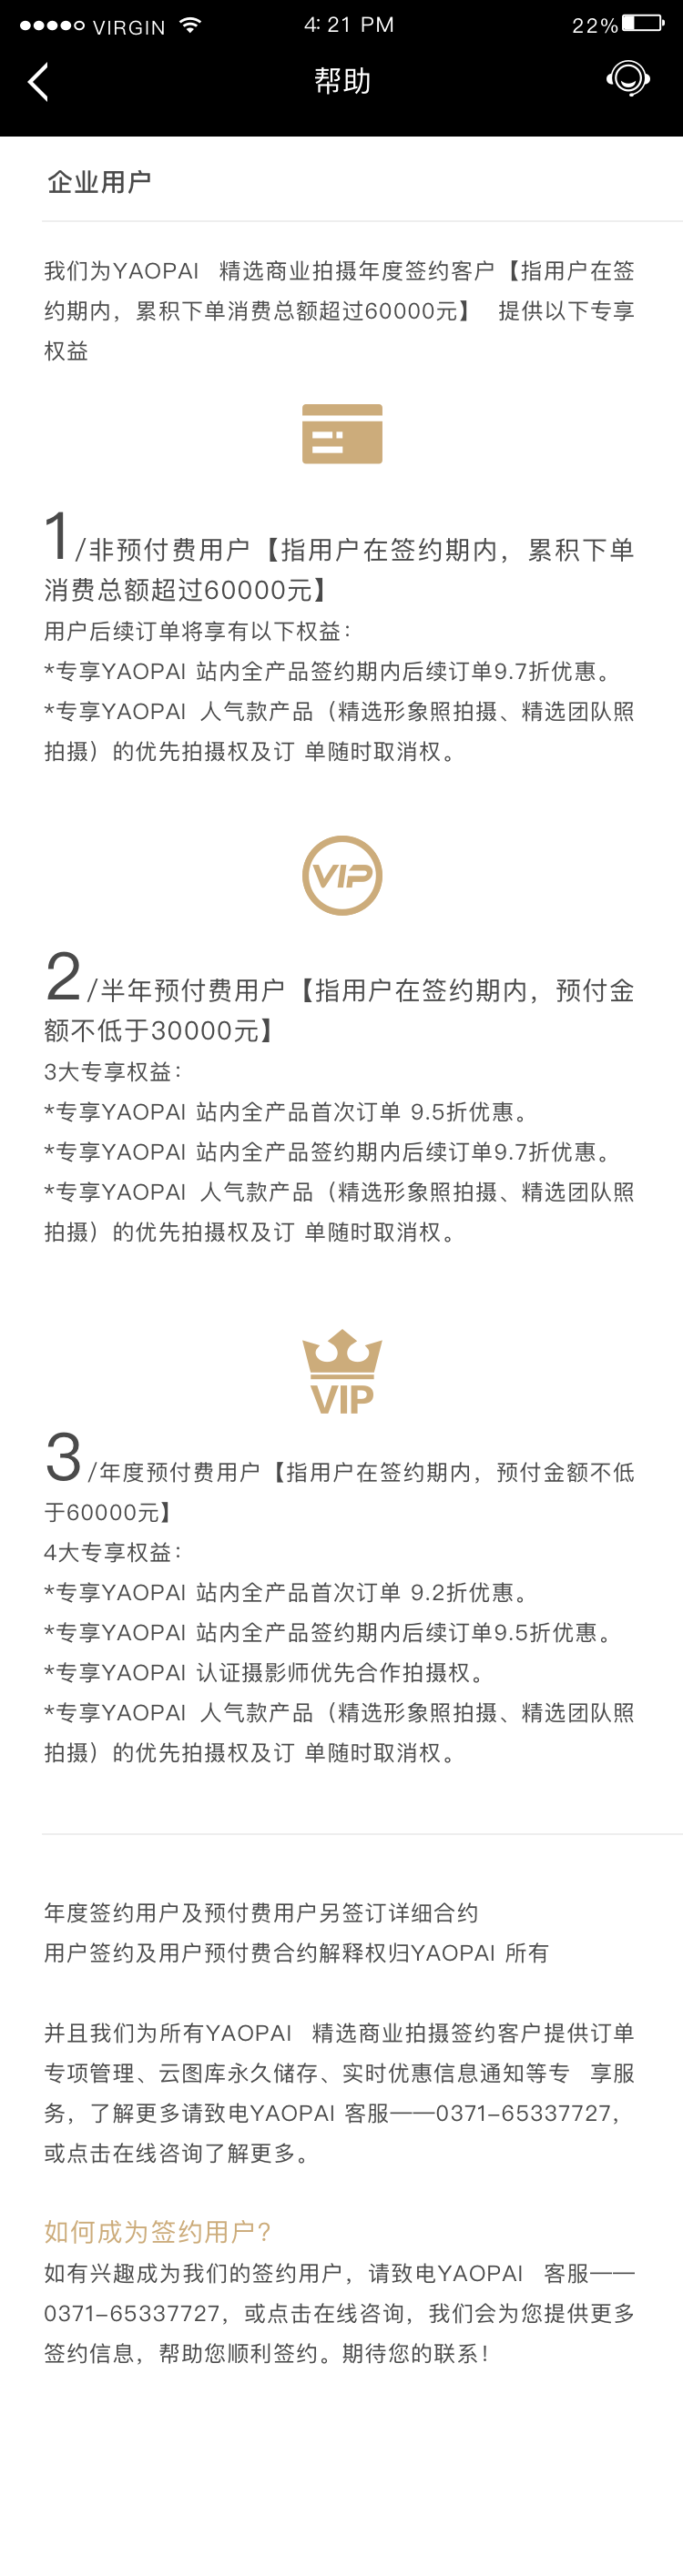 VIRGIN
4: 21 PM
22%
帮助
企业用户
我们为YAOPAI 精选商业拍摄年度签约客户【指用户在签
约期内，累积下单消费总额超过60000元】 提供以下专享
权益
1/非预付费用户【指用户在签约期内，累积下单
消费总额超过60000元】
用户后续订单将享有以下权益：
*专享YAOPAI 站内全产品签约期内后续订单9.7折优惠。
*专享YAOPAI 人气款产品（精选形象照拍摄、精选团队照
拍摄）的优先拍摄权及订 单随时取消权。
VIP
2/半年预付费用户【指用户在签约期内，预付金
额不低于30000元】
3大专享权益：
*专享YAOPAI 站内全产品首次订单 9.5折优惠。
*专享YAOPAI 站内全产品签约期内后续订单9.7折优惠。
*专享YAOPAI 人气款产品（精选形象照拍摄、精选团队照
拍摄）的优先拍摄权及订 单随时取消权。
VIP
3/年度预付费用户【指用户在签约期内，预付金额不低
于60000元】
4大专享权益：
*专享YAOPAI 站内全产品首次订单 9.2折优惠。
*专享YAOPAI 站内全产品签约期内后续订单9.5折优惠。
*专享YAOPAI 认证摄影师优先合作拍摄权。
*专享YAOPAI 人气款产品（精选形象照拍摄、精选团队照
拍摄）的优先拍摄权及订 单随时取消权。
年度签约用户及预付费用户另签订详细合约
用户签约及用户预付费合约解释权归YAOPAI 所有
并且我们为所有YAOPAI 精选商业拍摄签约客户提供订单
专项管理、云图库永久储存、实时优惠信息通知等专 享服
务，了解更多请致电YAOPAI 客服——0371-65337727，
或点击在线咨询了解更多。
如何成为签约用户？
如有兴趣成为我们的签约用户，请致电YAOPAI 客服——
0371-65337727，或点击在线咨询，我们会为您提供更多
签约信息，帮助您顺利签约。期待您的联系！